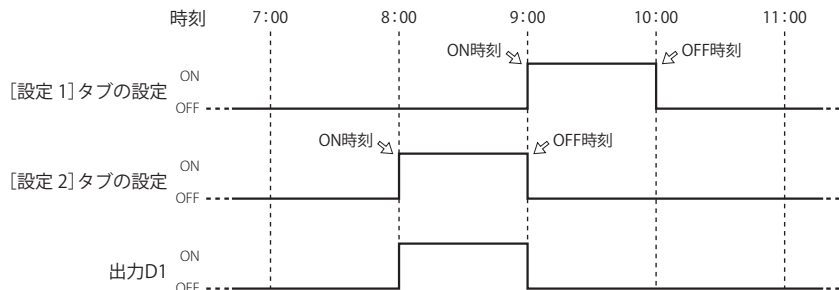 時刻 7:00 8:00 9:00 10:00 11:00
ON時刻 OFF時刻
ON
[設定 1]タブの設定
OFF
ON時刻 OFF時刻
ON
[設定 2]タブの設定
OFF
ON
出力D1
OFF